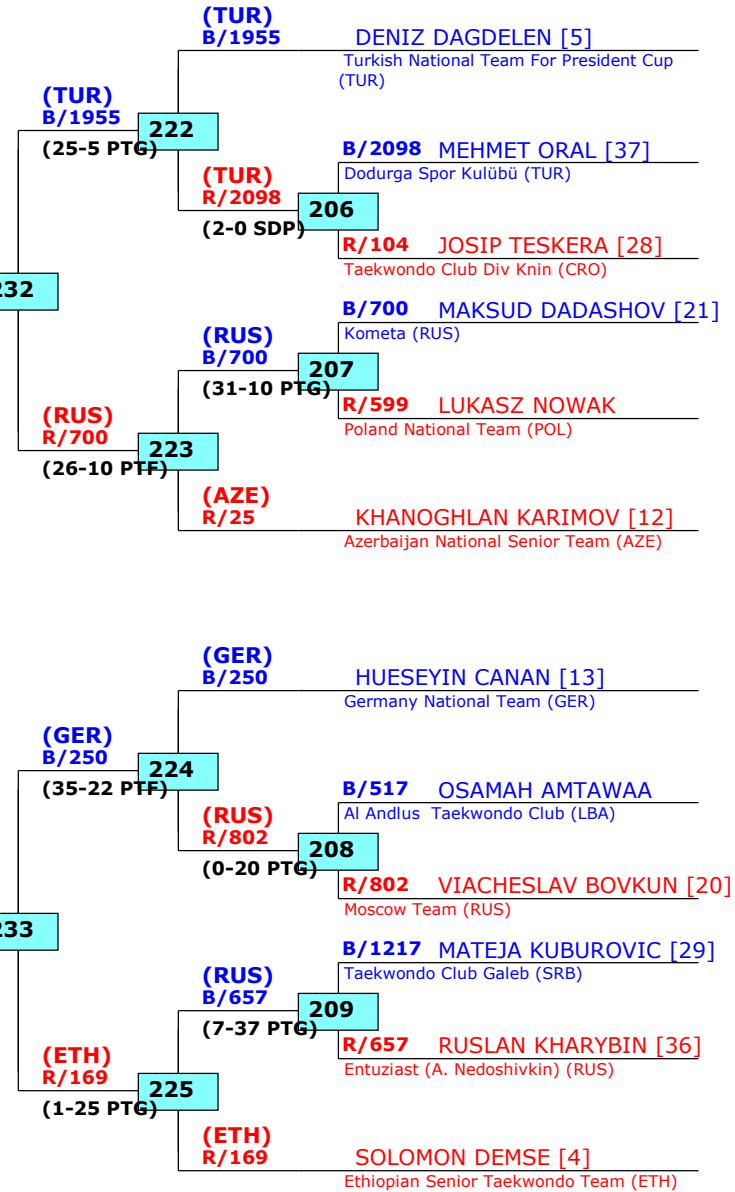 (TUR)
B/1955
DENIZ DAGDELEN [5]
Turkish National Team For President Cup
(TUR)
(TUR)
B/1955
222
(25-5 PTG)
B/2098 MEHMET ORAL [37]
Dodurga Spor Kulübü (TUR)
(TUR)
R/2098
206
(2-0 SDP)
R/104 JOSIP TESKERA [28]
Taekwondo Club Div Knin (CRO)
232
B/700 MAKSUD DADASHOV [21]
Kometa (RUS)
(RUS)
B/700
207
(31-10 PTG)
R/599 LUKASZ NOWAK
Poland National Team (POL)
(RUS)
R/700
223
(26-10 PTF)
(AZE)
R/25
KHANOGHLAN KARIMOV [12]
Azerbaijan National Senior Team (AZE)
(GER)
B/250
HUESEYIN CANAN [13]
Germany National Team (GER)
(GER)
B/250
224
(35-22 PTF)
B/517 OSAMAH AMTAWAA
Al Andlus Taekwondo Club (LBA)
(RUS)
R/802
208
(0-20 PTG)
R/802 VIACHESLAV BOVKUN [20]
Moscow Team (RUS)
233
B/1217 MATEJA KUBUROVIC [29]
Taekwondo Club Galeb (SRB)
(RUS)
B/657
209
(7-37 PTG)
R/657 RUSLAN KHARYBIN [36]
Entuziast (A. Nedoshivkin) (RUS)
(ETH)
R/169
225
(1-25 PTG)
(ETH)
R/169
SOLOMON DEMSE [4]
Ethiopian Senior Taekwondo Team (ETH)